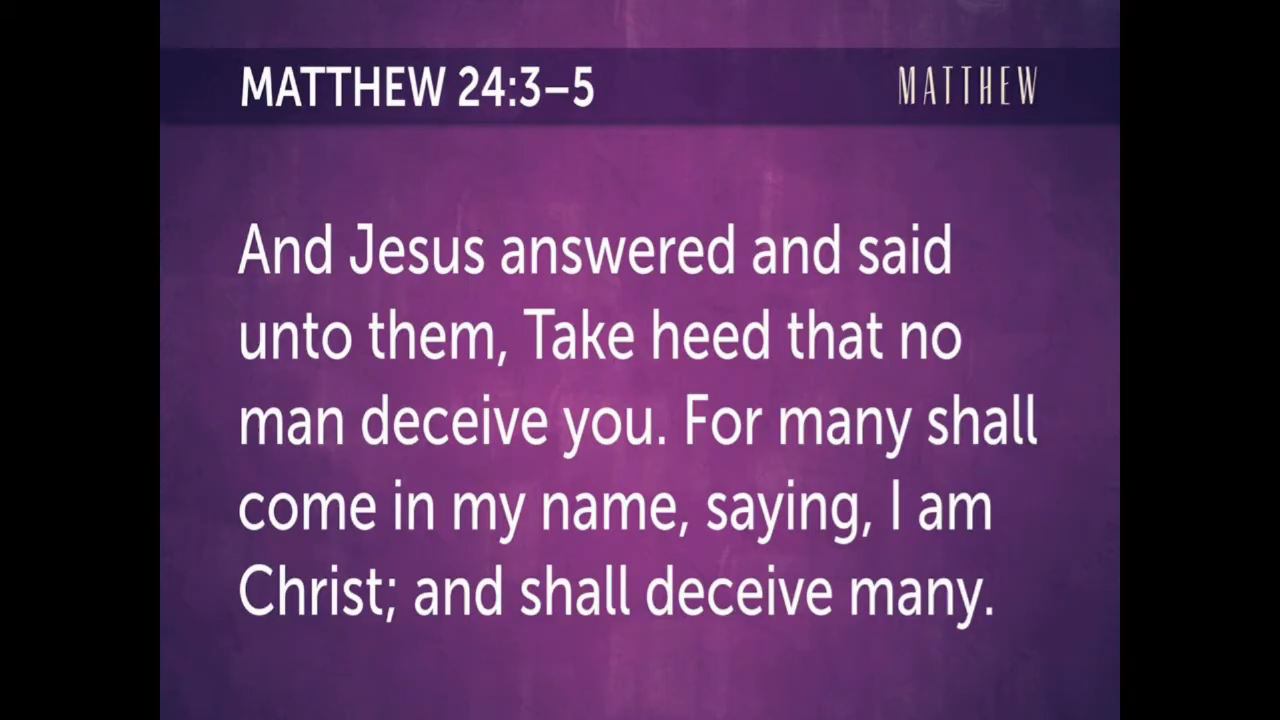 MATTHEW 24:3–5
MATTHEW
And Jesus answered and said
unto them, Take heed that no
man deceive you. For many shall
come in my name, saying, I am
Christ; and shall deceive many.